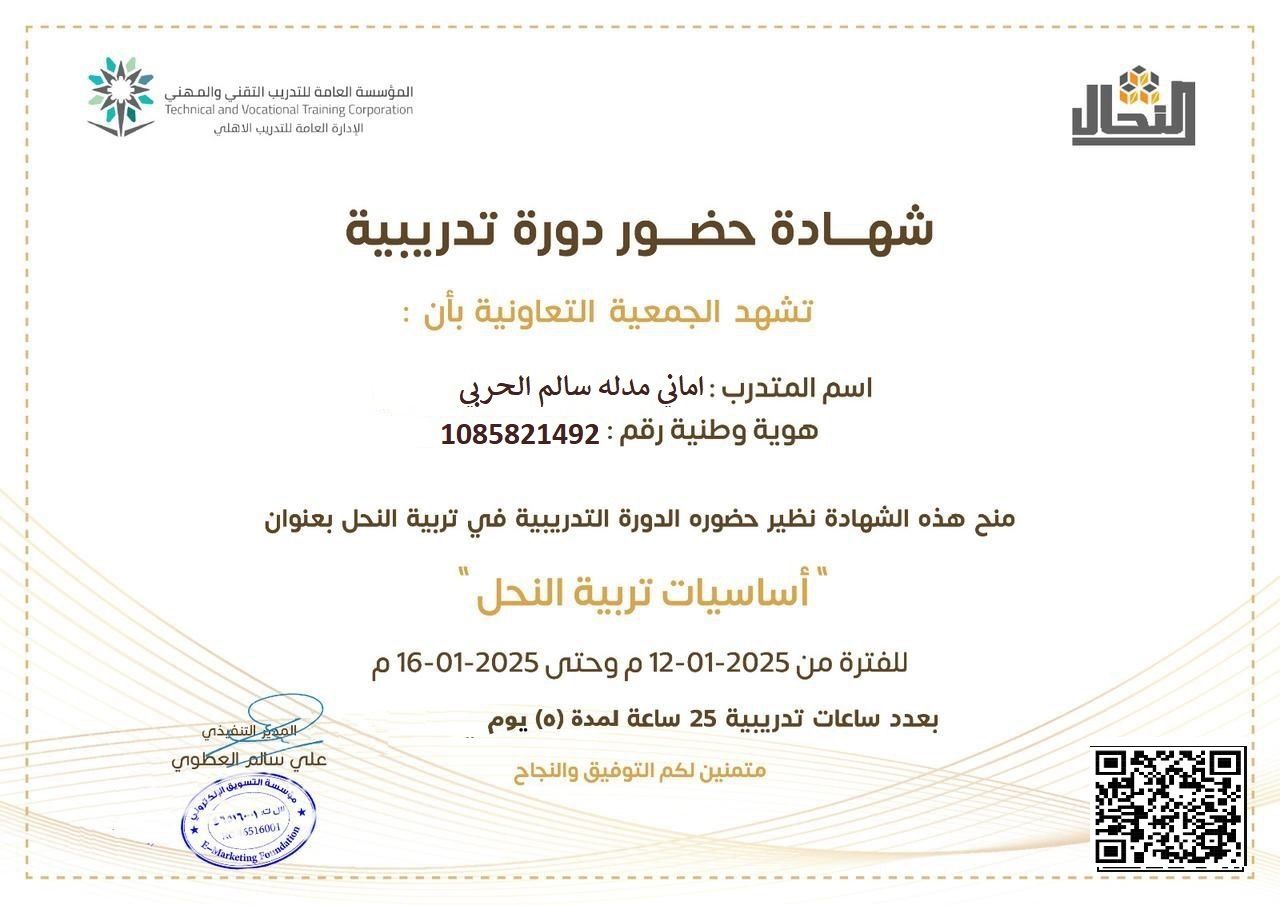 المؤسسة العامة للتدريب التقني والمهني
Technical and Vocational Training Corporation
الإدارة العامة للتدريب الاهلي
النحال
شهـــادة حضـــور دورة تدريبية
تشهد الجمعية التعاونية بأن :
اسم المتدرب : اماني مدله سالم الحربي
هوية وطنية رقم : 1085821492
منح هذه الشهادة نظير حضوره الدورة التدريبية في تربية النحل بعنوان
"أساسيات تربية النحل"
للفترة من 2025-01-12 م وحتى 2025-01-16 م
بعدد ساعات تدريبية 25 ساعة لمدة (٥) يوم
متمنين لكم التوفيق والنجاح
المدير التنفيذي
علي سالم العطوي
مؤسسة التسويق الإلكتروني
5516001
E-Marketing Foundation